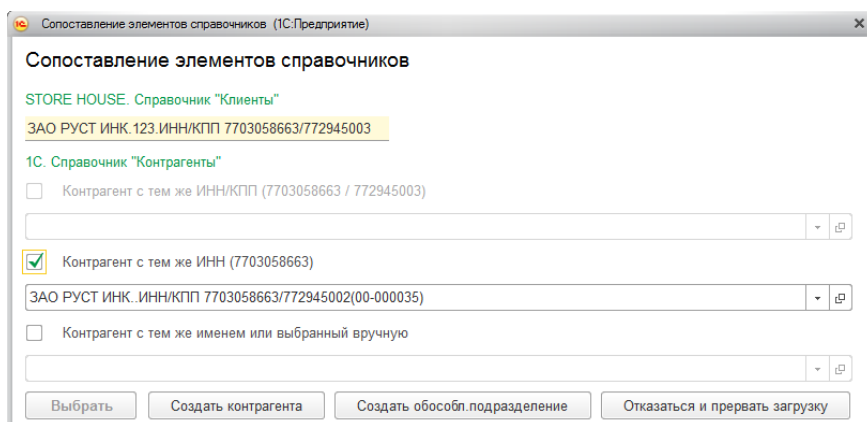 Сопоставление элементов справочников (1С:Предприятие)
Сопоставление элементов справочников
STORE HOUSE. Справочник "Клиенты"
ЗАО РУСТ ИНК.123.ИНН/КПП 7703058663/772945003
1С. Справочник "Контрагенты"
Контрагент с тем же ИНН/КПП (7703058663 / 772945003)
Контрагент с тем же ИНН (7703058663)
ЗАО РУСТ ИНК..ИНН/КПП 7703058663/772945002(00-000035)
Контрагент с тем же именем или выбранный вручную
Выбрать Создать контрагента Создать обособл.подразделение Отказаться и прервать загрузку